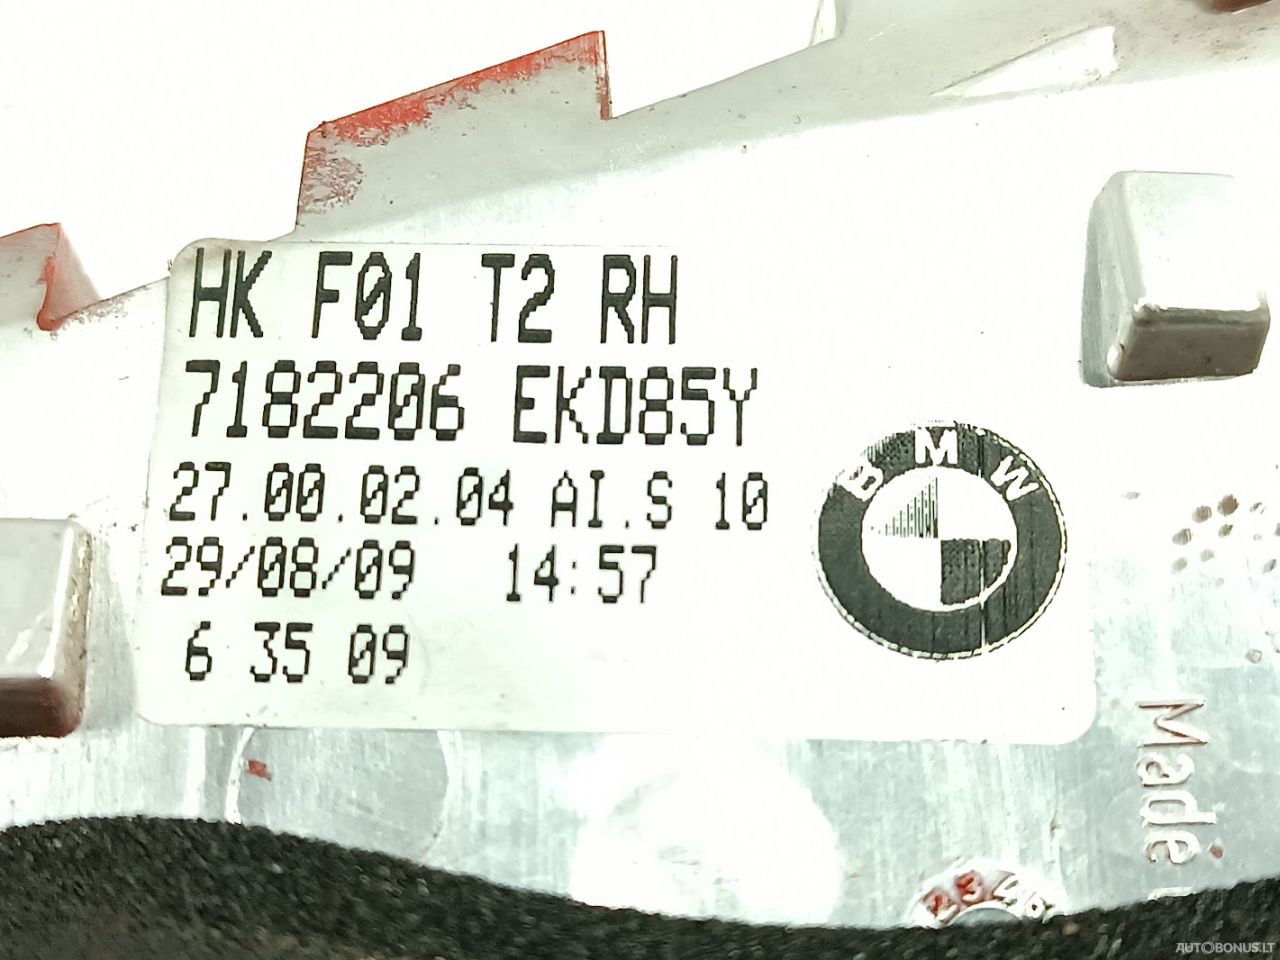 HK F01 T2 RH
7182206 EKD85Y
27.00.02.04 AI.S 10
29/08/09 14:57
6 35 09
BMW
Made
AUTOBONUS.LT